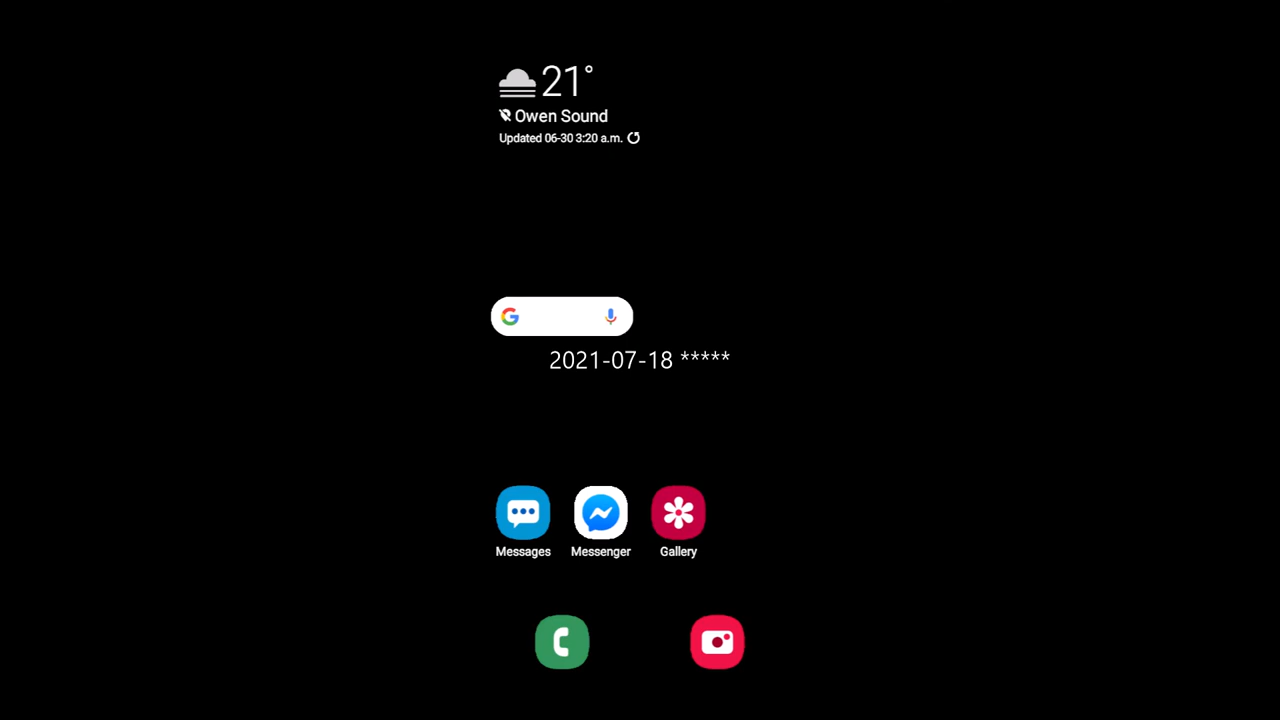 21°
Owen Sound
Updated 06-30 3:20 a.m.
2021-07-18 *****
Messages
Messenger
Gallery